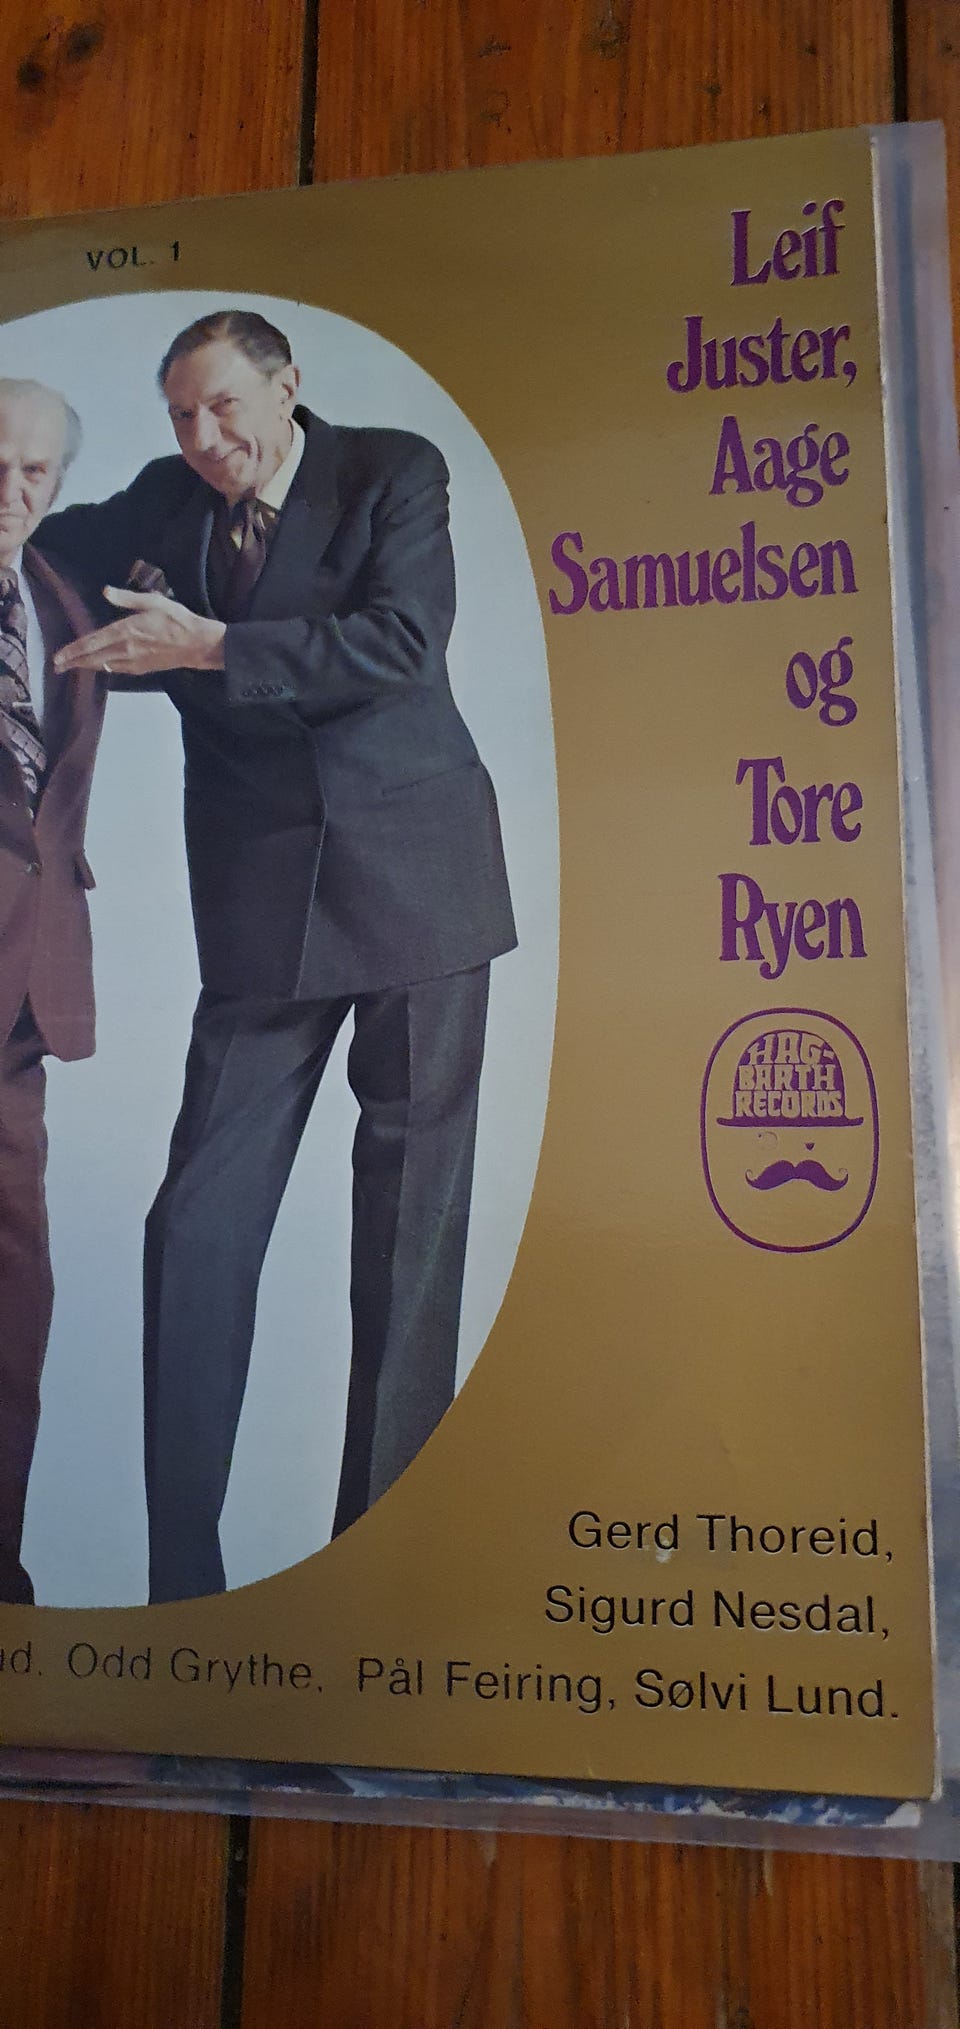 VOL. 1
Leif
Juster,
Aage
Samuelsen
og
Tore
Ryen
HAG-
BARTH
RECORDS
Gerd Thoreid,
Sigurd Nesdal,
Odd Grythe, Pål Feiring, Sølvi Lund.